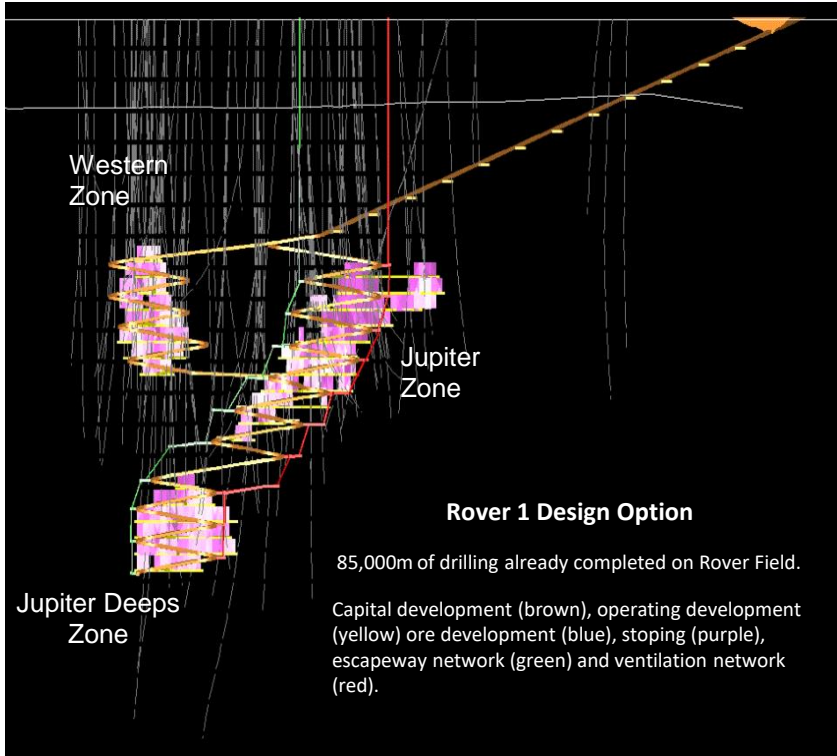 Western
Zone
Jupiter
Zone
Rover 1 Design Option
85,000m of drilling already completed on Rover Field.
Jupiter Deeps
Zone
Capital development (brown), operating development
(yellow) ore development (blue), stoping (purple),
escapeway network (green) and ventilation network
(red).